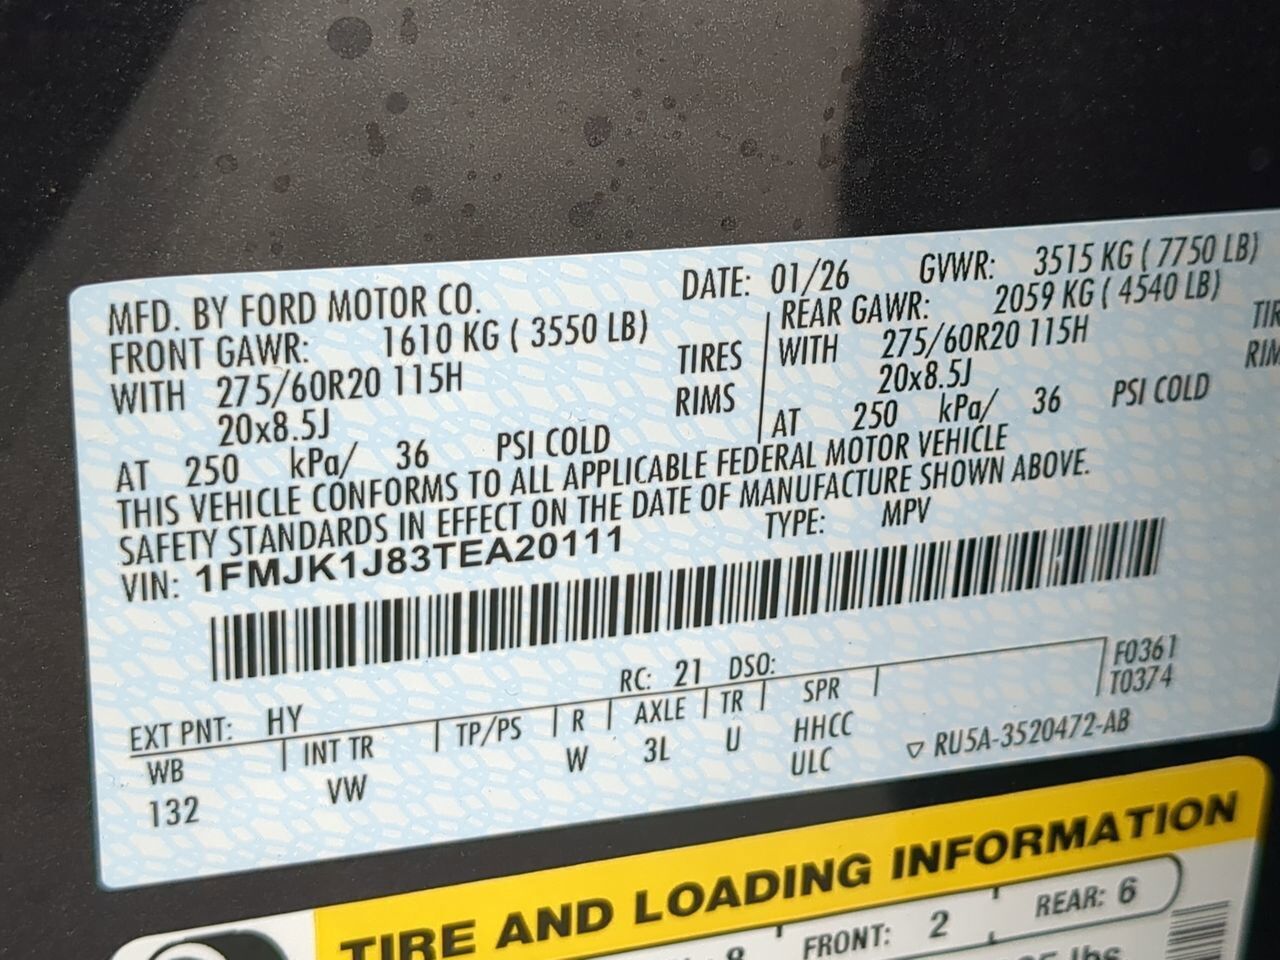 MFD. BY FORD MOTOR CO. DATE: 01/26 GVWR: 3515 KG ( 7750 LB)
FRONT GAWR: 1610 KG ( 3550 LB) REAR GAWR: 2059 KG ( 4540 LB)
WITH 275/60R20 115H TIRES WITH 275/60R20 115H
20x8.5J RIMS 20x8.5J
AT 250 kPa/ 36 PSI COLD AT 250 kPa/ 36 PSI COLD
THIS VEHICLE CONFORMS TO ALL APPLICABLE FEDERAL MOTOR VEHICLE
SAFETY STANDARDS IN EFFECT ON THE DATE OF MANUFACTURE SHOWN ABOVE.
VIN: 1FMJK1J83TEA20111 TYPE: MPV
F0361
RC: 21 DSO: T0374
EXT PNT: HY
WB INT TR TP/PS R AXLE TR SPR
132 VW W 3L U HHCC
ULC ▽ RU5A-3520472-AB
TIRE AND LOADING INFORMATION
FRONT: 2 REAR: 6
lbs